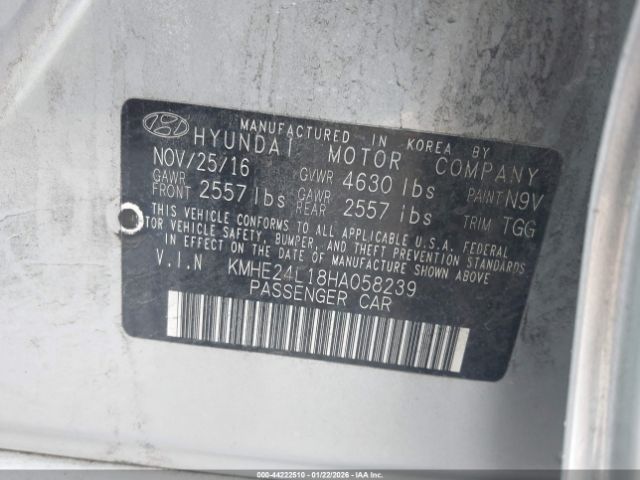 MANUFACTURED IN KOREA BY
HYUNDAI MOTOR COMPANY
NOV/25/16 GVWR 4630 lbs PAINT N9V
GAWR FRONT 2557 lbs GAWR REAR 2557 lbs TRIM TGG
THIS VEHICLE CONFORMS TO ALL APPLICABLE U.S.A. FEDERAL
MOTOR VEHICLE SAFETY, BUMPER, AND THEFT PREVENTION STANDARDS
IN EFFECT ON THE DATE OF MANUFACTURE SHOWN ABOVE
V.I.N KMHE24L18HA058239
PASSENGER CAR
000-44222510 - 01/22/2026 - IAA Inc.